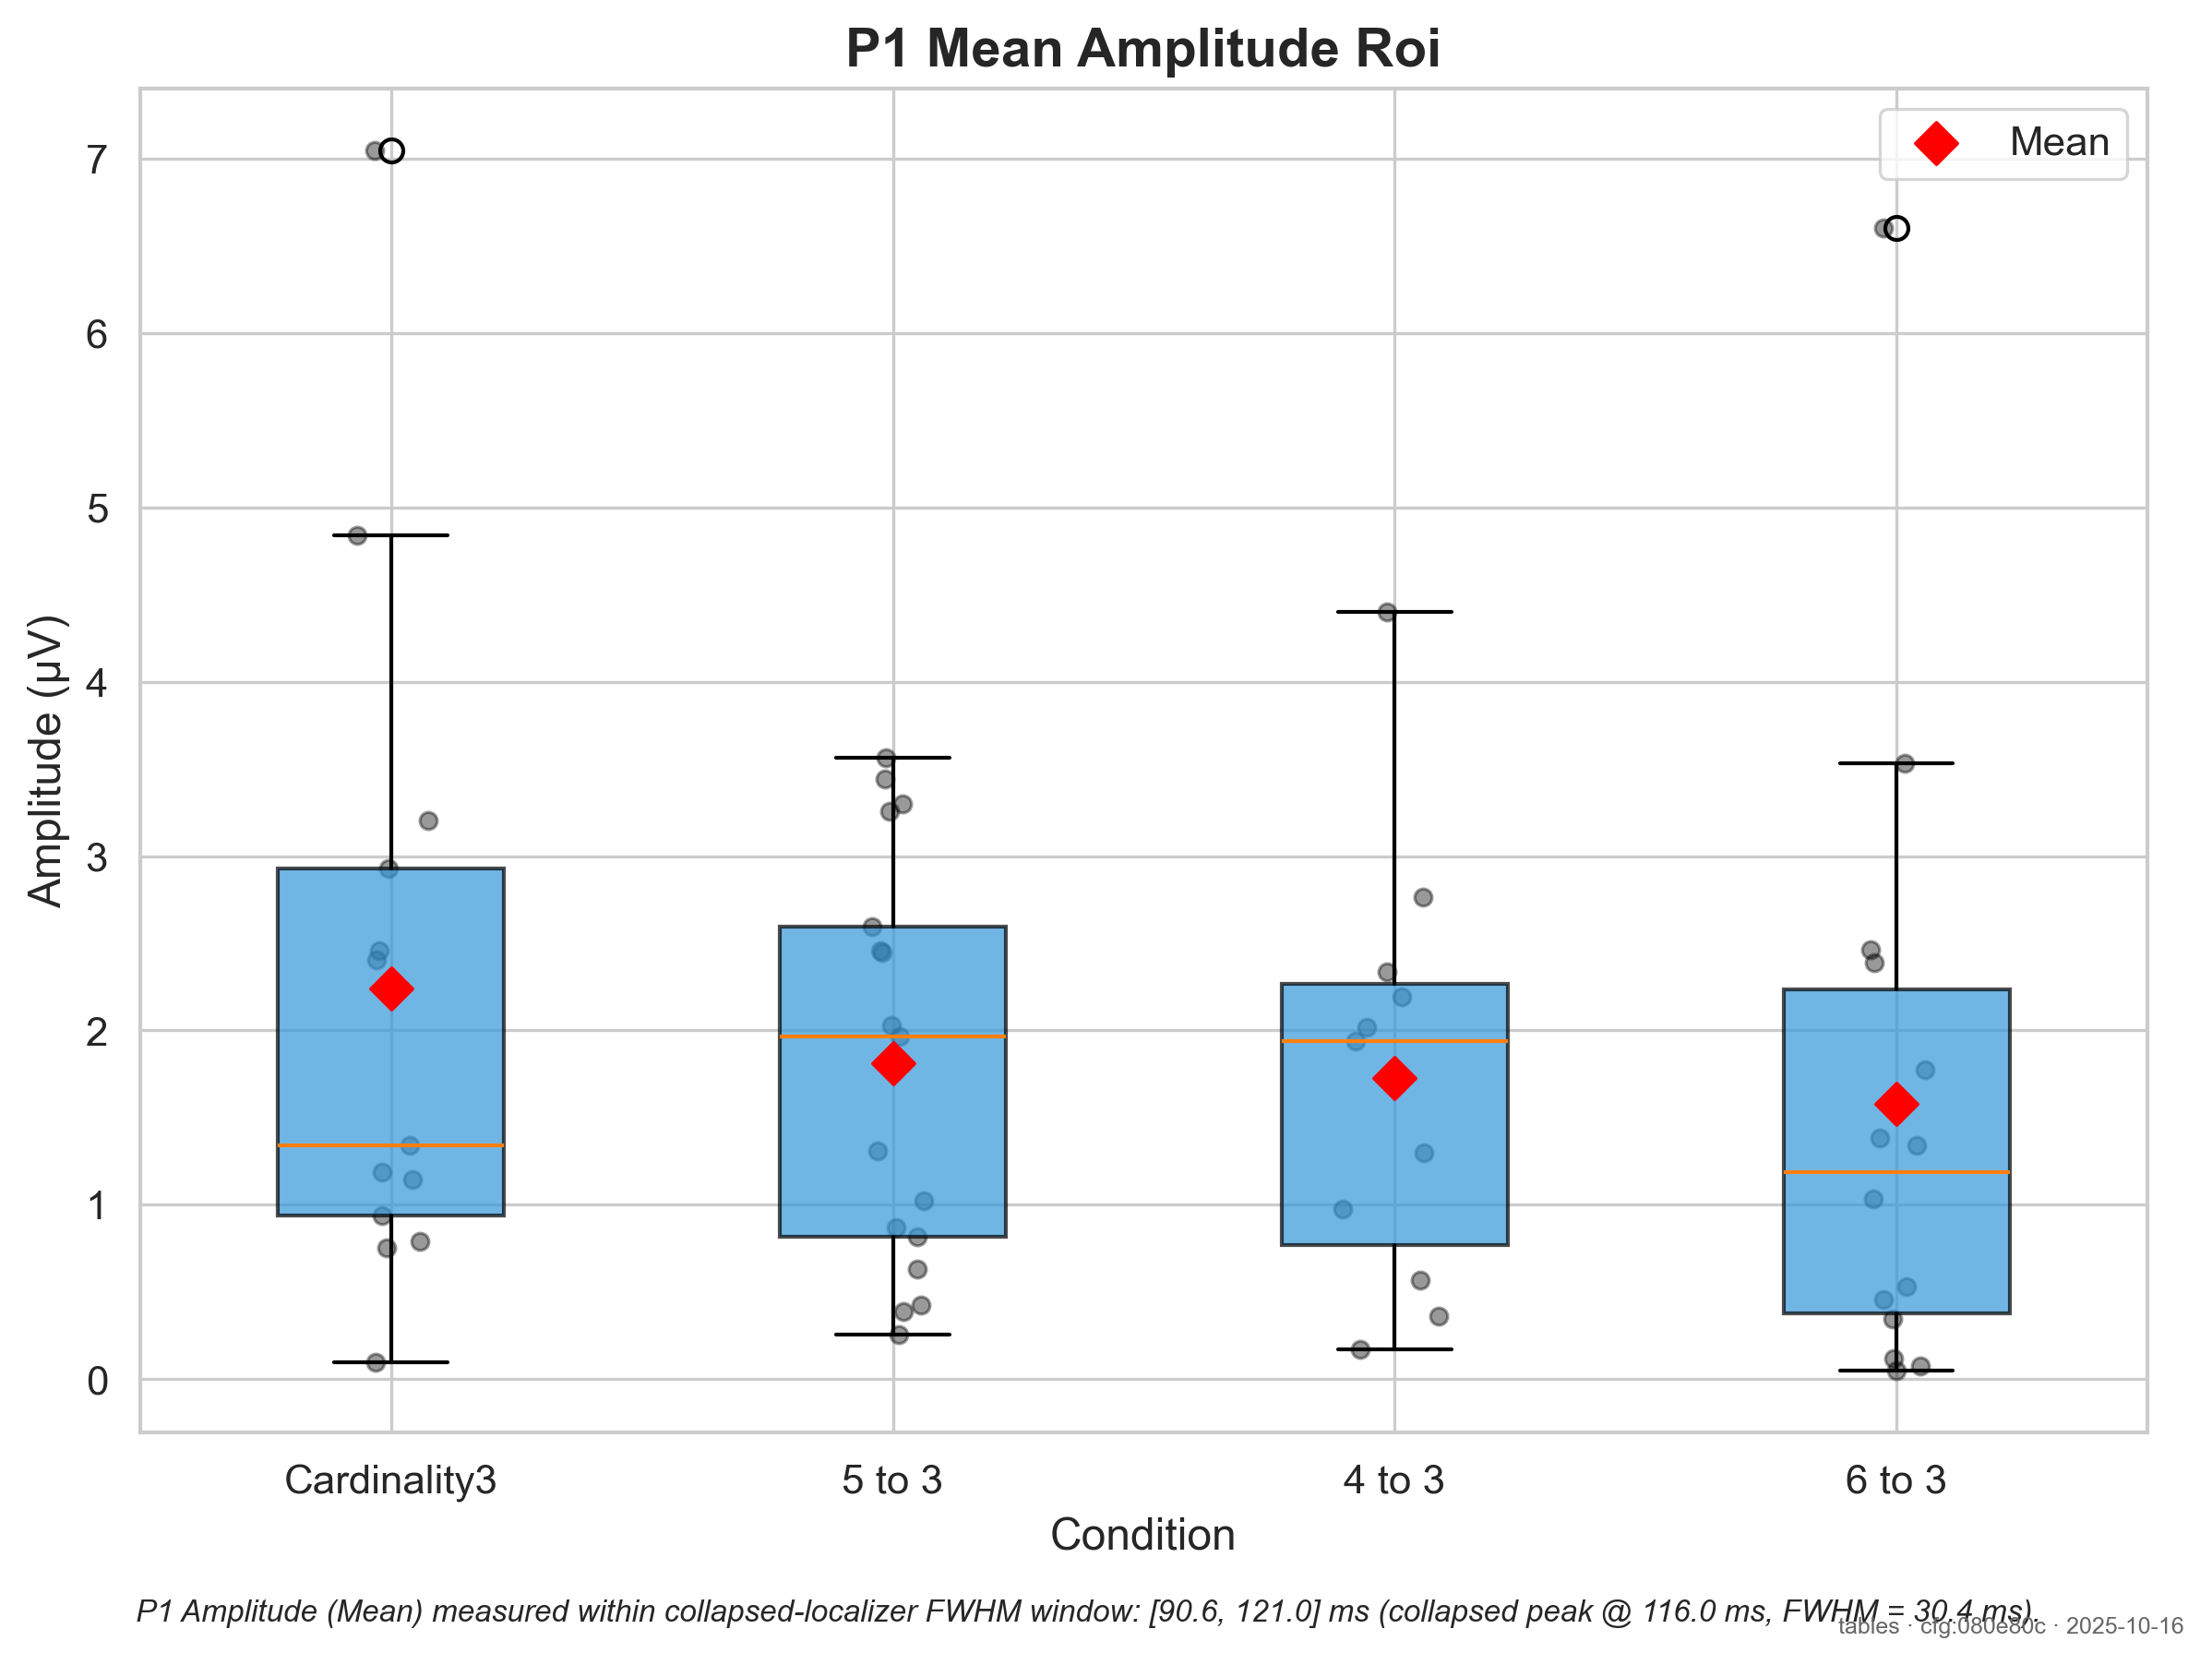 P1 Mean Amplitude Roi
Mean
7
6
5
4
3
2
1
0
Amplitude (µV)
Cardinality3
5 to 3
4 to 3
6 to 3
Condition
P1 Amplitude (Mean) measured within collapsed-localizer FWHM window: [90.6, 121.0] ms (collapsed peak @ 116.0 ms, FWHM = 30.4 ms).
tables · cfg:080e80c · 2025-10-16